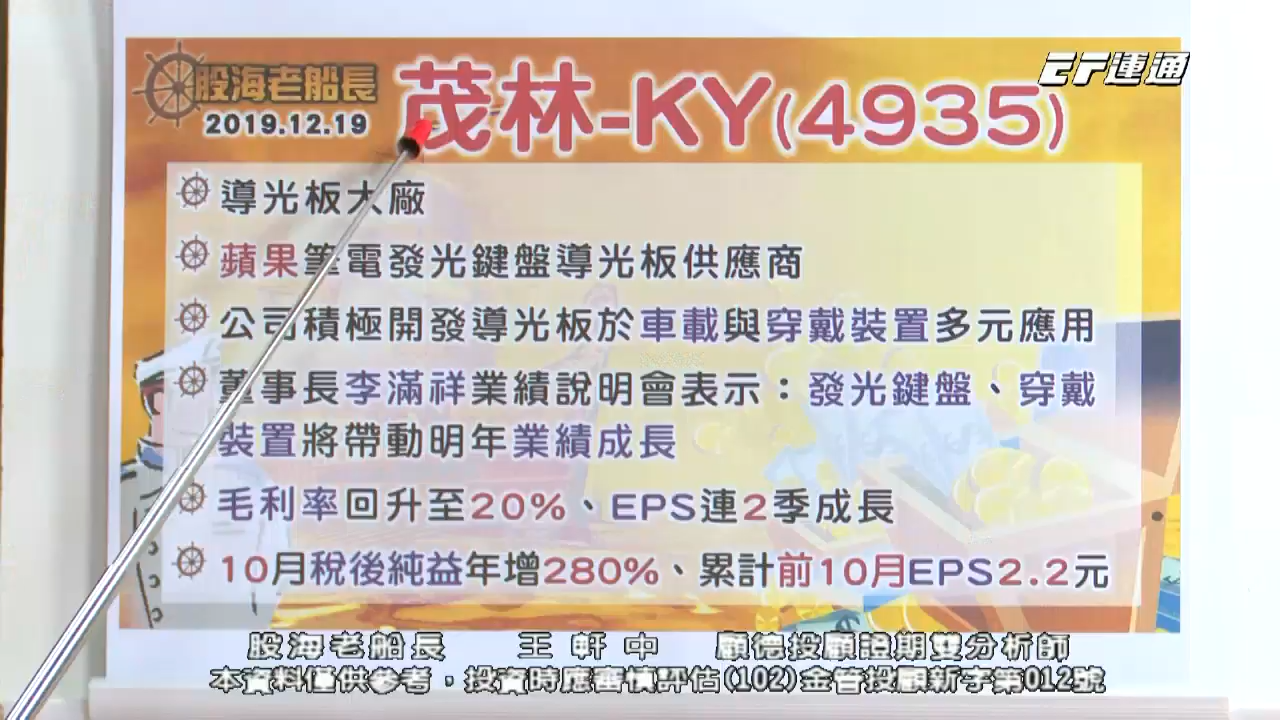 股海老船長
2019.12.19
茂林-KY(4935)
EF運通
導光板大廠
蘋果筆電發光鍵盤導光板供應商
公司積極開發導光板於車載與穿戴裝置多元應用
董事長李滿祥業績說明會表示：發光鍵盤、穿戴
裝置將帶動明年業績成長
毛利率回升至20%、EPS連2季成長
10月稅後純益年增280%、累計前10月EPS2.2元
股海老船長 王軒中 顧德投顧證期雙分析師
本資料僅供參考，投資時應審慎評估(102)金管投顧新字第012號